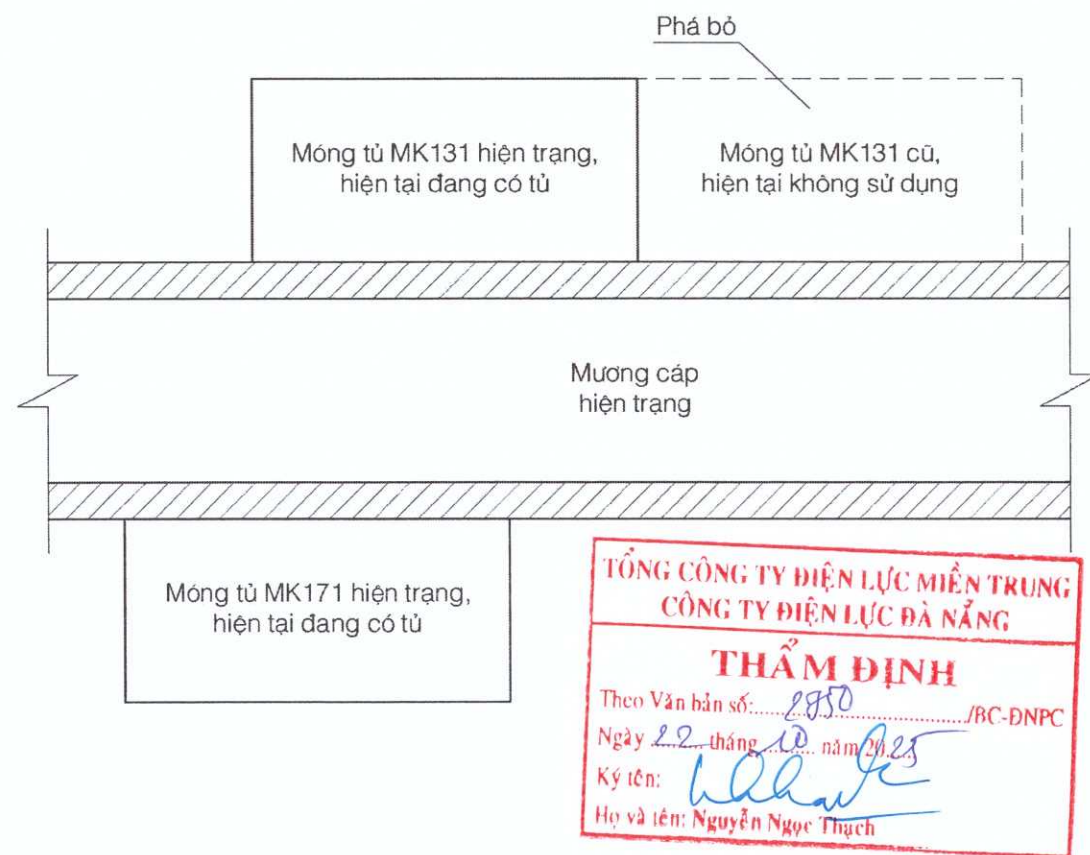 Phá bỏ
Móng tủ MK131 hiện trạng,
hiện tại đang có tủ
Móng tủ MK131 cũ,
hiện tại không sử dụng
Mương cáp
hiện trạng
Móng tủ MK171 hiện trạng,
hiện tại đang có tủ
TỔNG CÔNG TY ĐIỆN LỰC MIỀN TRUNG
CÔNG TY ĐIỆN LỰC ĐÀ NẴNG
THẨM ĐỊNH
Theo Văn bản số:........./BC-ĐNPC
Ngày 22 tháng 10 năm 2025
Ký tên:
Họ và tên: Nguyễn Ngọc Thạch